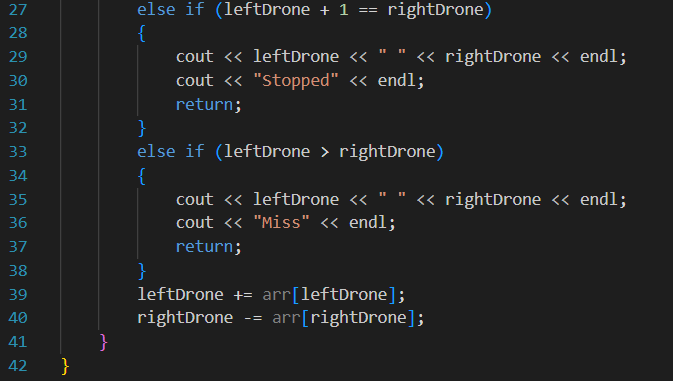 27 else if (leftDrone + 1 == rightDrone)
28 {
29 cout << leftDrone << " " << rightDrone << endl;
30 cout << "Stopped" << endl;
31 return;
32 }
33 else if (leftDrone > rightDrone)
34 {
35 cout << leftDrone << " " << rightDrone << endl;
36 cout << "Miss" << endl;
37 return;
38 }
39 leftDrone += arr[leftDrone];
40 rightDrone -= arr[rightDrone];
41 }
42 }